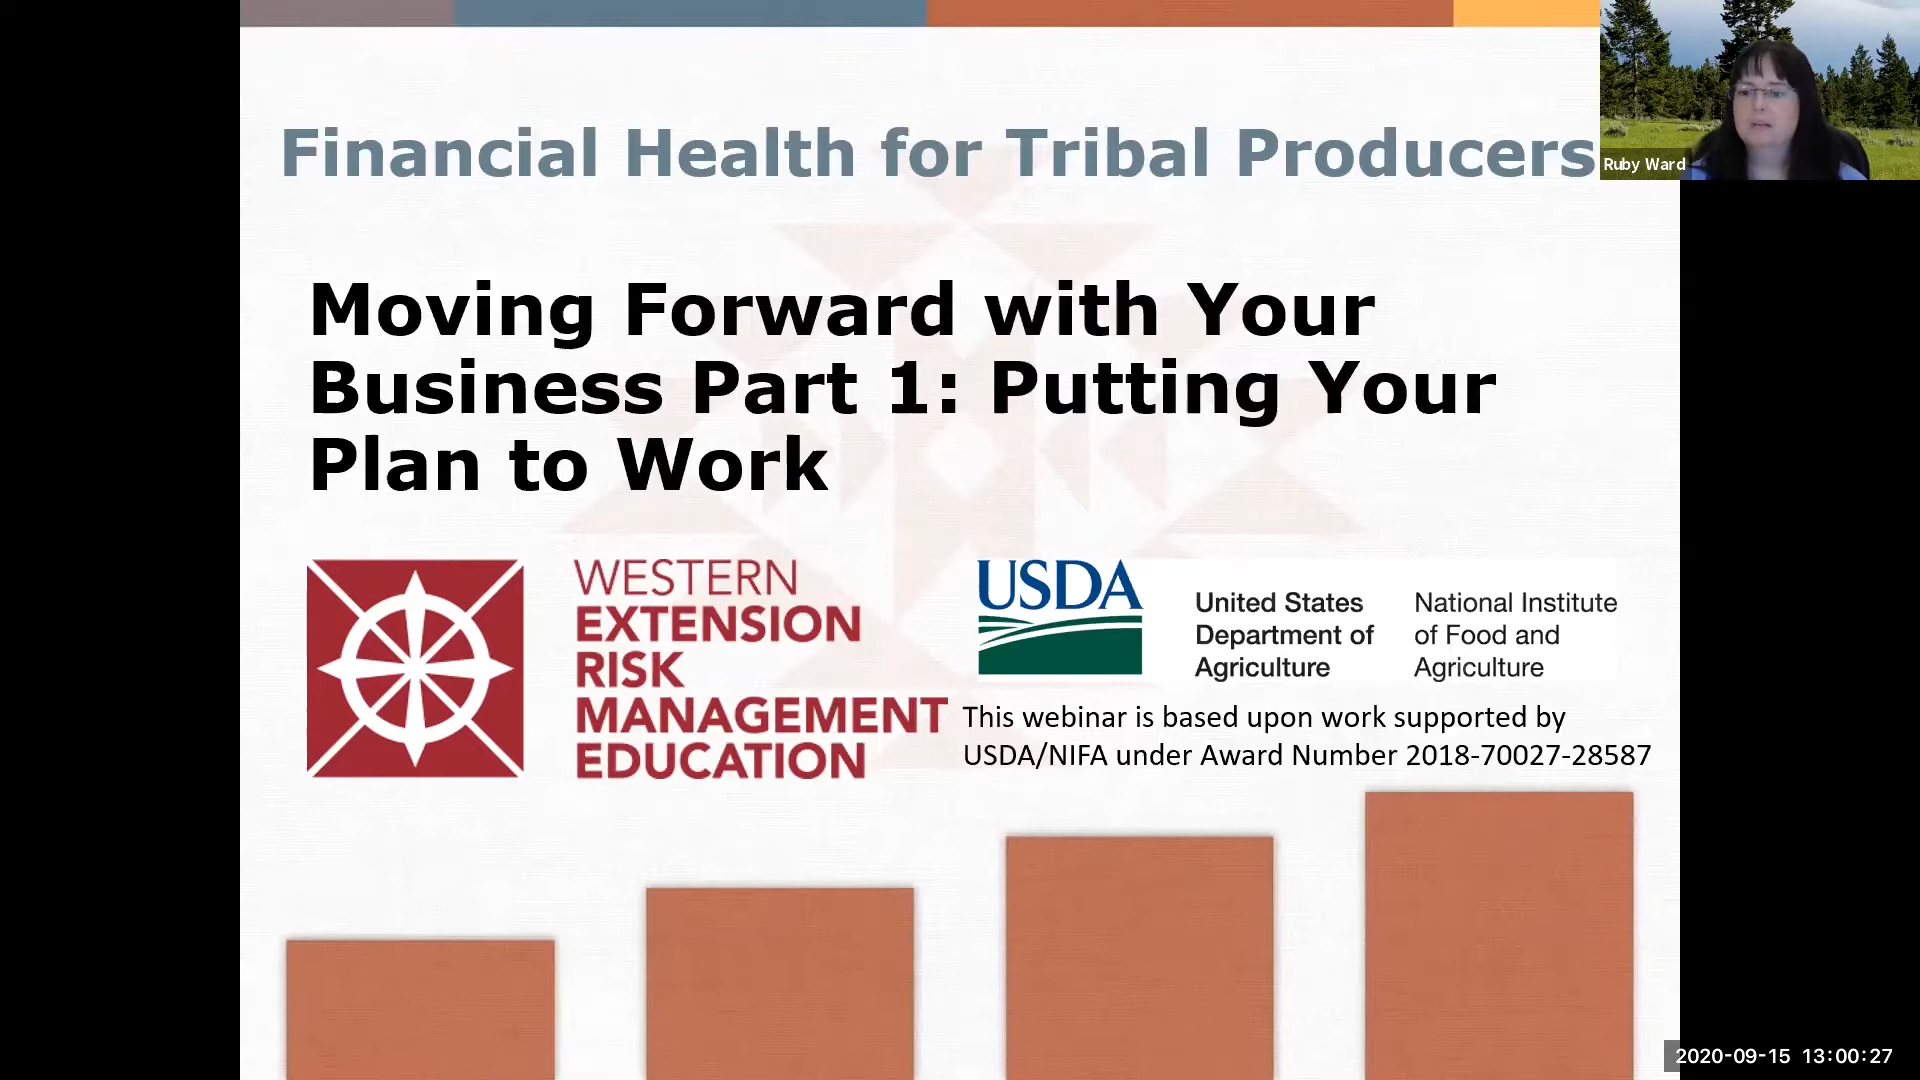 Financial Health for Tribal Producers
Ruby Ward
Moving Forward with Your
Business Part 1: Putting Your
Plan to Work
WESTERN
EXTENSION
RISK
MANAGEMENT
EDUCATION
USDA
United States
Department of
Agriculture
National Institute
of Food and
Agriculture
This webinar is based upon work supported by
USDA/NIFA under Award Number 2018-70027-28587
2020-09-15 13:00:27